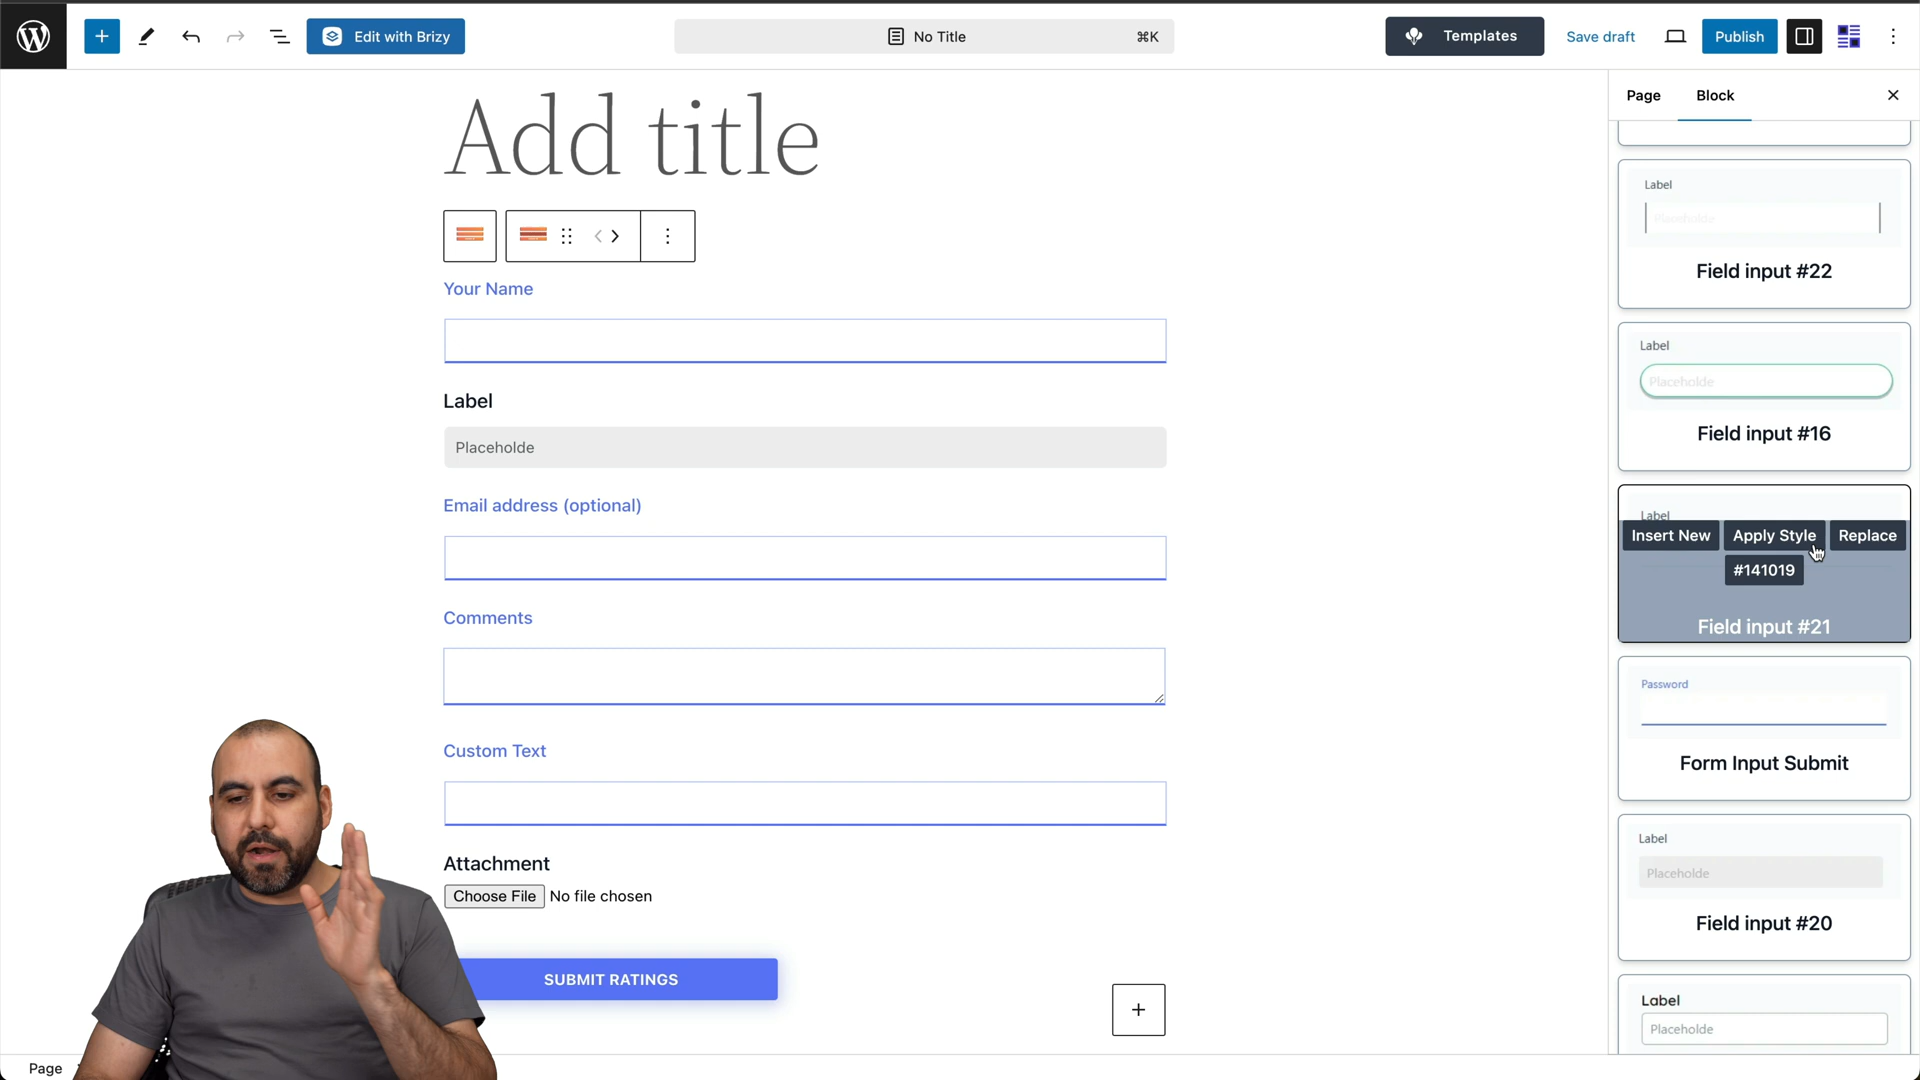 Edit with Brizy
No Title
⌘K
Templates
Save draft
Publish
Page
Block
Add title
Your Name
Label
Placeholde
Email address (optional)
Comments
Custom Text
Attachment
Choose File No file chosen
SUBMIT RATINGS
Label
Placeholde
Field input #22
Label
Placeholde
Field input #16
Label
Insert New
Apply Style
Replace
#141019
Field input #21
Password
Form Input Submit
Label
Placeholde
Field input #20
Label
Placeholde
Page